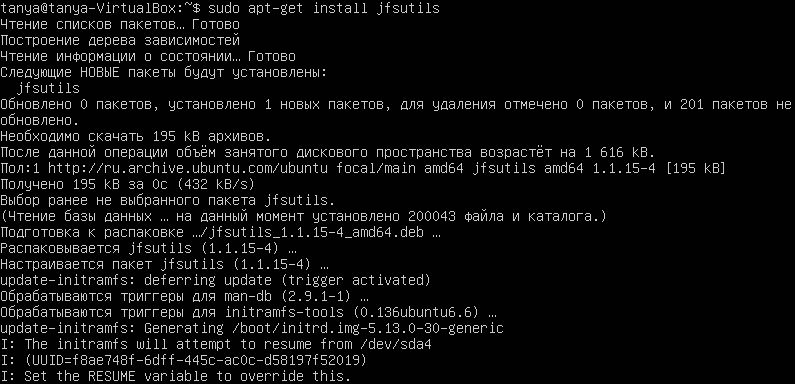 tanya@tanya-VirtualBox:~$ sudo apt-get install jfsutils
Чтение списков пакетов… Готово
Построение дерева зависимостей
Чтение информации о состоянии… Готово
Следующие НОВЫЕ пакеты будут установлены:
  jfsutils
Обновлено 0 пакетов, установлено 1 новых пакетов, для удаления отмечено 0 пакетов, и 201 пакетов не
обновлено.
Необходимо скачать 195 kB архивов.
После данной операции объём занятого дискового пространства возрастёт на 1 616 kB.
Пол:1 http://ru.archive.ubuntu.com/ubuntu focal/main amd64 jfsutils amd64 1.1.15-4 [195 kB]
Получено 195 kB за 0с (432 kB/s)
Выбор ранее не выбранного пакета jfsutils.
(Чтение базы данных … на данный момент установлено 200043 файла и каталога.)
Подготовка к распаковке …/jfsutils_1.1.15-4_amd64.deb …
Распаковывается jfsutils (1.1.15-4) …
Настраивается пакет jfsutils (1.1.15-4) …
update-initramfs: deferring update (trigger activated)
Обрабатываются триггеры для man-db (2.9.1-1) …
Обрабатываются триггеры для initramfs-tools (0.136ubuntu6.6) …
update-initramfs: Generating /boot/initrd.img-5.13.0-30-generic
I: The initramfs will attempt to resume from /dev/sda4
I: (UUID=f8ae748f-6dff-445c-ac0c-d58197f52019)
I: Set the RESUME variable to override this.